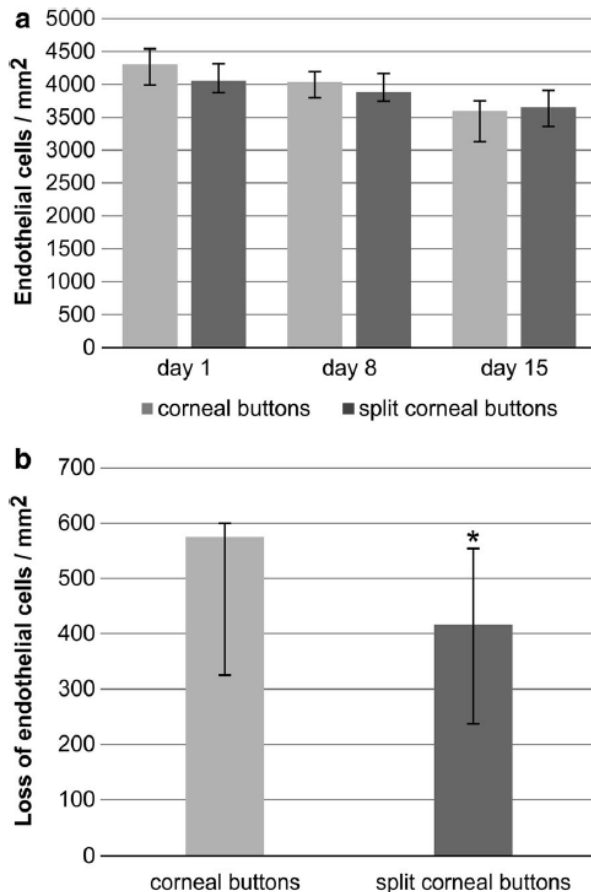 a
Endothelial cells / mm²
5000
4500
4000
3500
3000
2500
2000
1500
1000
500
0
day 1 day 8 day 15
corneal buttons split corneal buttons
b
Loss of endothelial cells / mm²
700
600
500
400
300
200
100
0
*
corneal buttons split corneal buttons